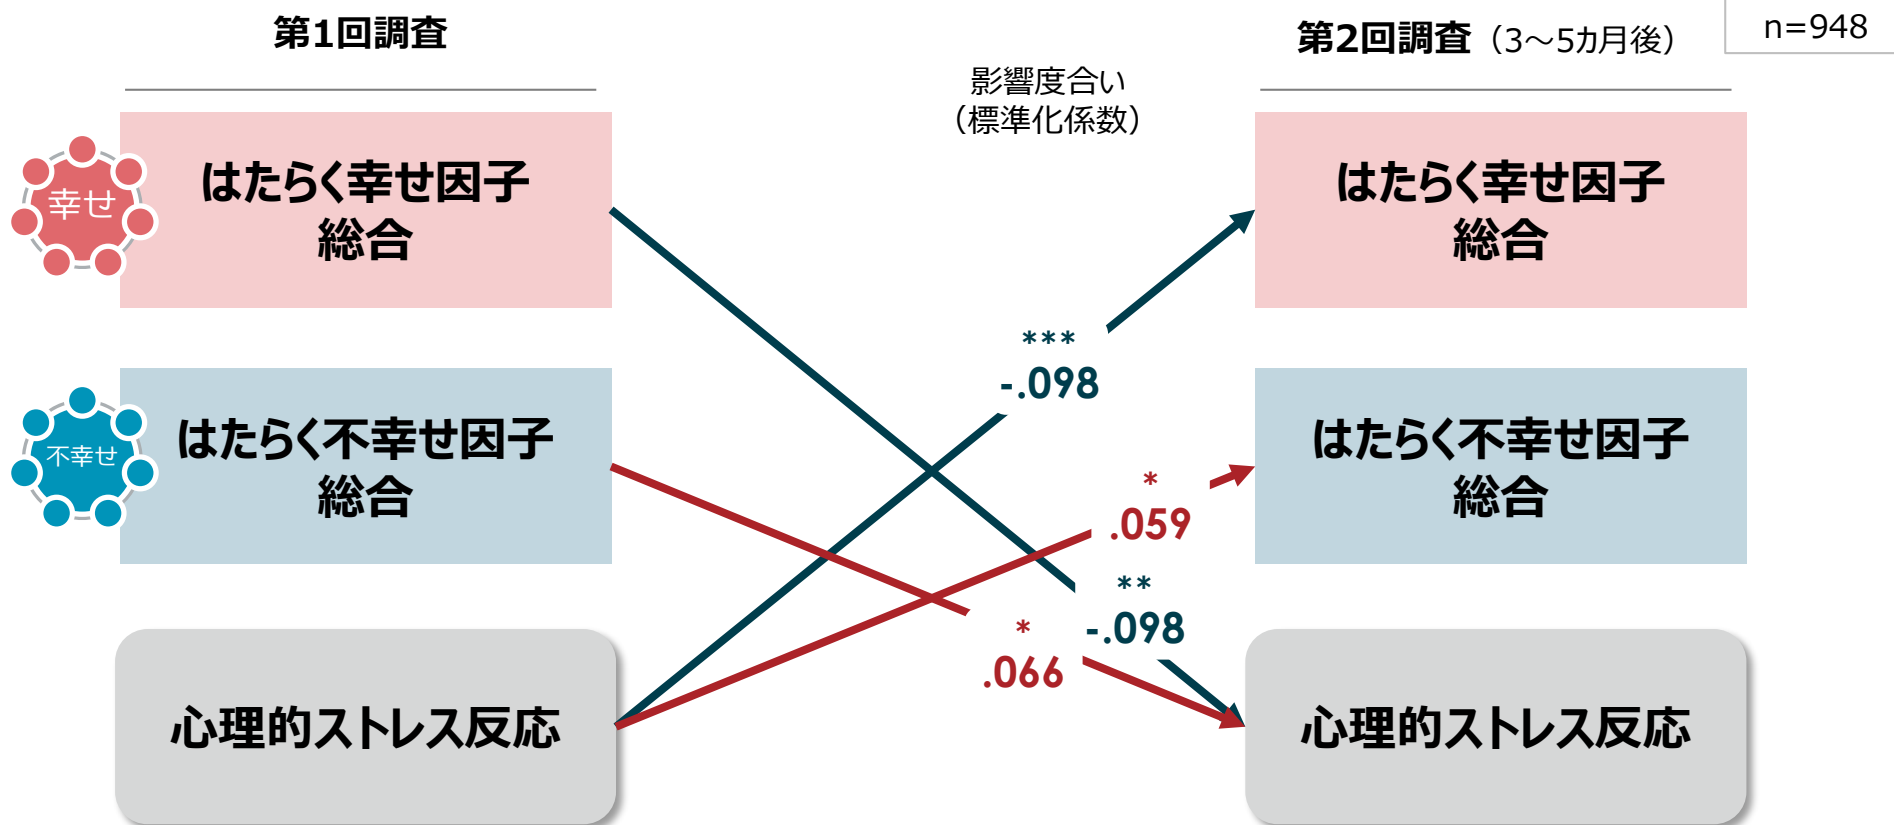 第1回調査
第2回調査（3～5カ月後）
n=948
影響度合い
（標準化係数）
幸せ
はたらく幸せ因子
総合
はたらく幸せ因子
総合
***
-.098
不幸せ
はたらく不幸せ因子
総合
はたらく不幸せ因子
総合
*
.059
**
-.098
*
.066
心理的ストレス反応
心理的ストレス反応